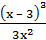 (x − 3)³
3x²